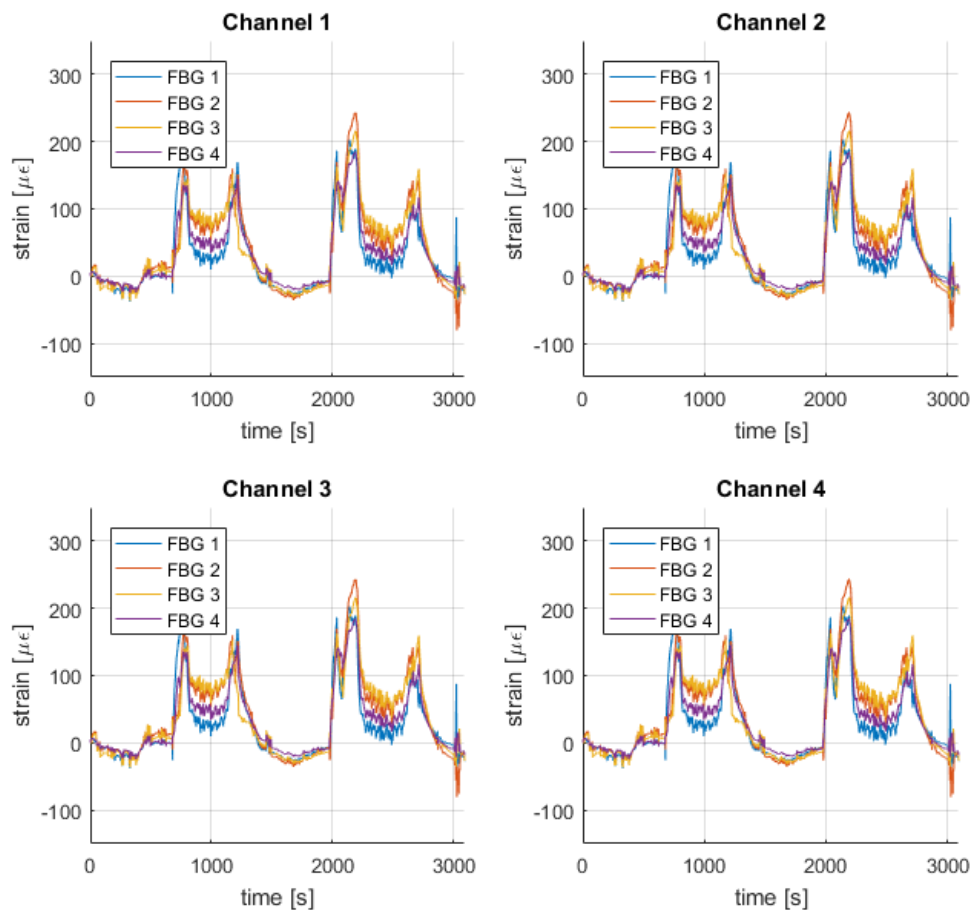 Channel 1
300
200
100
0
-100
strain [με]
FBG 1
FBG 2
FBG 3
FBG 4
0 1000 2000 3000
time [s]
Channel 2
300
200
100
0
-100
strain [με]
FBG 1
FBG 2
FBG 3
FBG 4
0 1000 2000 3000
time [s]
Channel 3
300
200
100
0
-100
strain [με]
FBG 1
FBG 2
FBG 3
FBG 4
0 1000 2000 3000
time [s]
Channel 4
300
200
100
0
-100
strain [με]
FBG 1
FBG 2
FBG 3
FBG 4
0 1000 2000 3000
time [s]